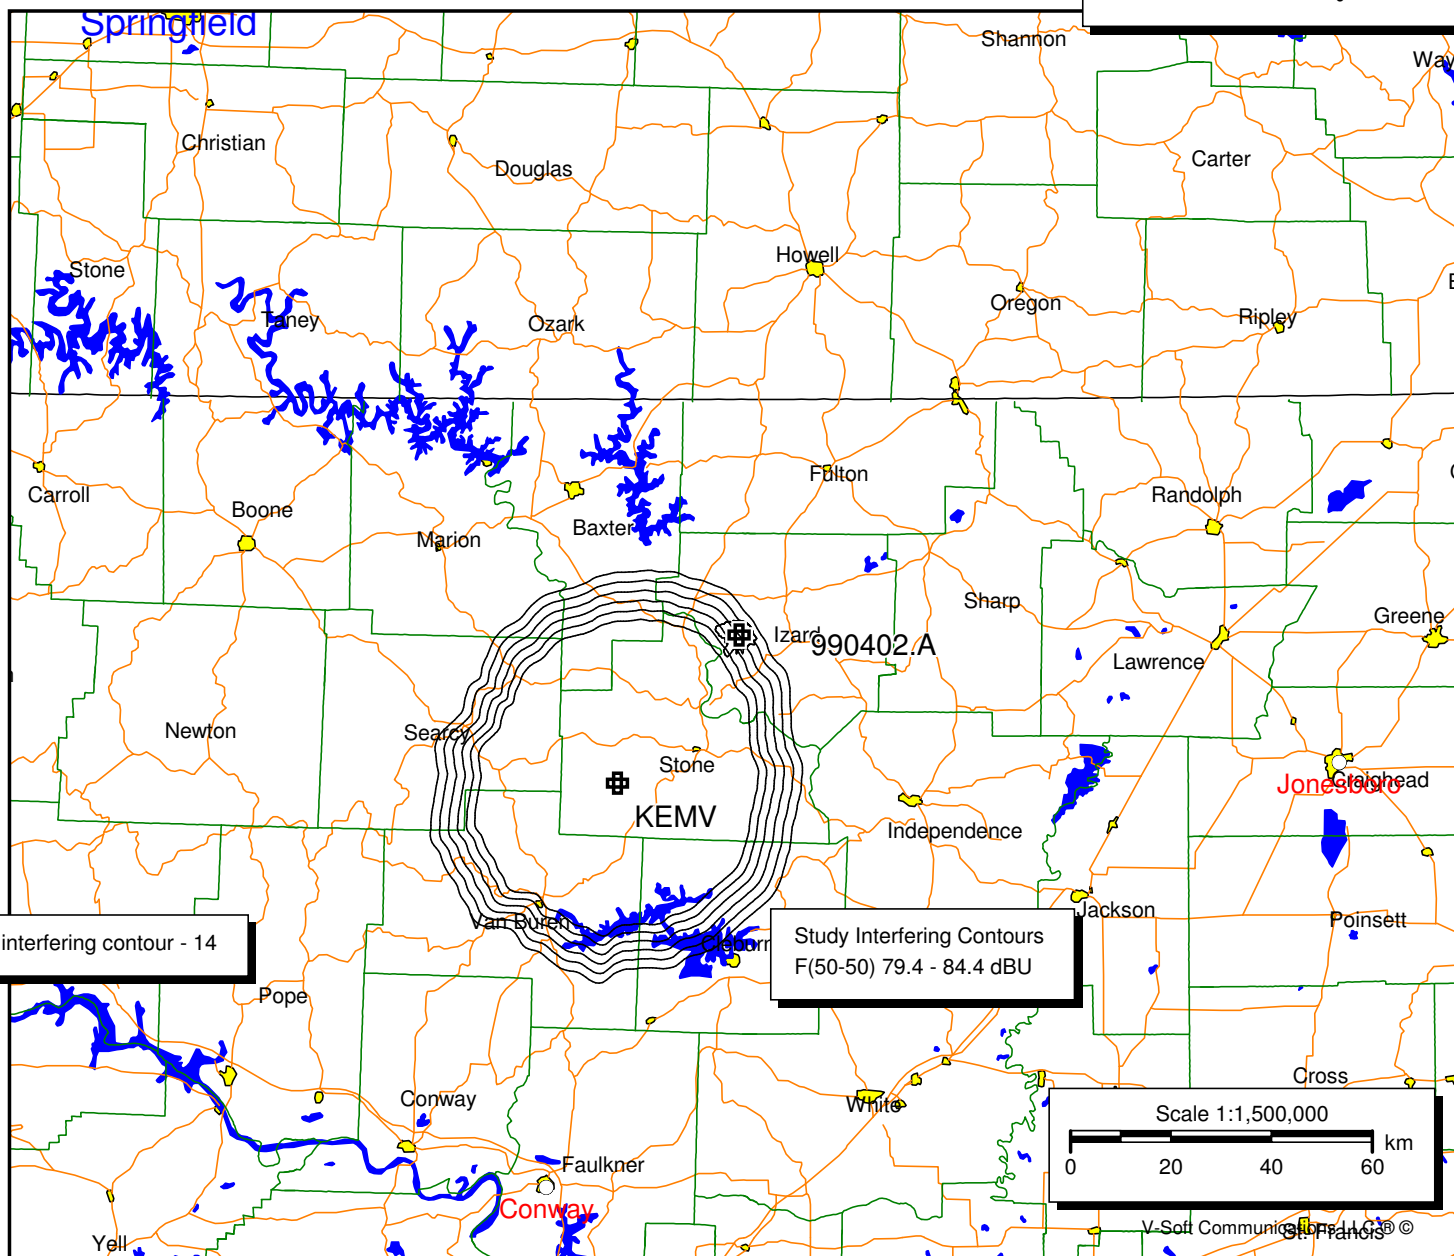 Springfield
Shannon
Christian
Douglas
Carter
Stone
Howell
Taney
Ozark
Oregon
Ripley
Carroll
Boone
Marion
Baxter
Fulton
Randolph
Sharp
Greene
Izard
990402.A
Lawrence
Newton
Searcy
Stone
KEMV
Independence
Jonesboro
Craighead
Van Buren
Jackson
Poinsett
interfering contour - 14
Study Interfering Contours
F(50-50) 79.4 - 84.4 dBU
Pope
Conway
White
Cross
Scale 1:1,500,000
km
0 20 40 60
Faulkner
Conway
Yell
St. Francis
V-Soft Communications LLC ® ©